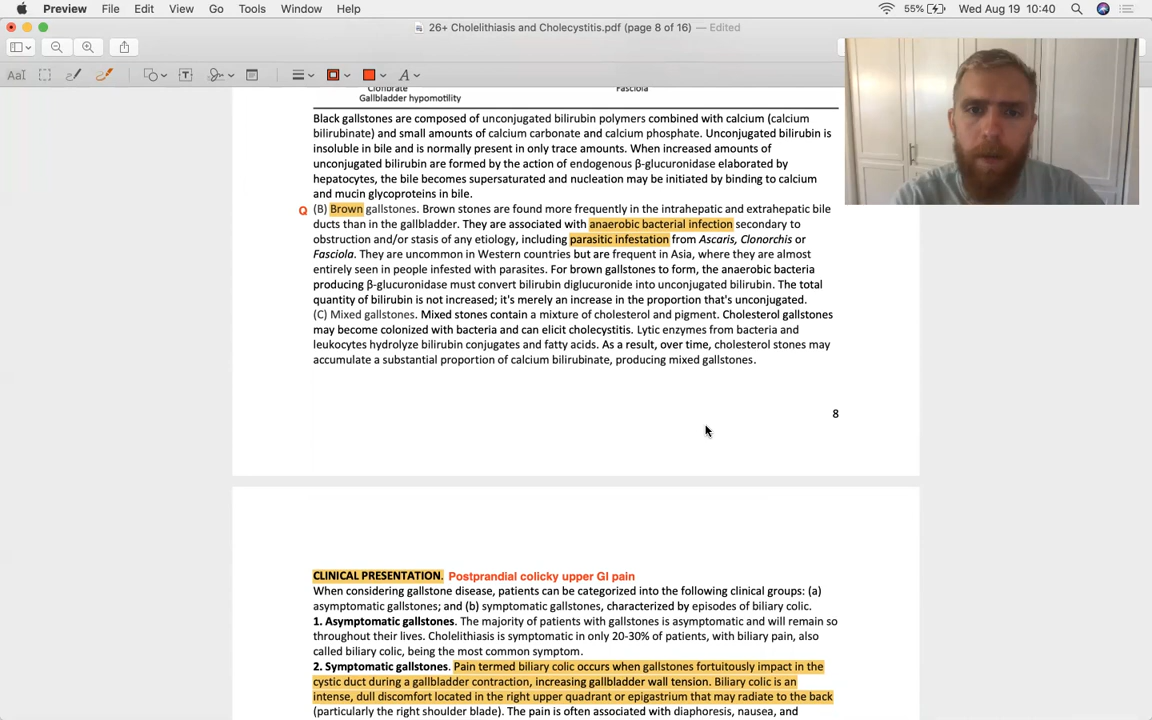 Preview File Edit View Go Tools Window Help 55% Wed Aug 19 10:40
26+ Cholelithiasis and Cholecystitis.pdf (page 8 of 16) — Edited
Clofibrate Fasciola
Gallbladder hypomotility
Black gallstones are composed of unconjugated bilirubin polymers combined with calcium (calcium
bilirubinate) and small amounts of calcium carbonate and calcium phosphate. Unconjugated bilirubin is
insoluble in bile and is normally present in only trace amounts. When increased amounts of
unconjugated bilirubin are formed by the action of endogenous β-glucuronidase elaborated by
hepatocytes, the bile becomes supersaturated and nucleation may be initiated by binding to calcium
and mucin glycoproteins in bile.
Q (B) Brown gallstones. Brown stones are found more frequently in the intrahepatic and extrahepatic bile
ducts than in the gallbladder. They are associated with anaerobic bacterial infection secondary to
obstruction and/or stasis of any etiology, including parasitic infestation from Ascaris, Clonorchis or
Fasciola. They are uncommon in Western countries but are frequent in Asia, where they are almost
entirely seen in people infested with parasites. For brown gallstones to form, the anaerobic bacteria
producing β-glucuronidase must convert bilirubin diglucuronide into unconjugated bilirubin. The total
quantity of bilirubin is not increased; it's merely an increase in the proportion that's unconjugated.
(C) Mixed gallstones. Mixed stones contain a mixture of cholesterol and pigment. Cholesterol gallstones
may become colonized with bacteria and can elicit cholecystitis. Lytic enzymes from bacteria and
leukocytes hydrolyze bilirubin conjugates and fatty acids. As a result, over time, cholesterol stones may
accumulate a substantial proportion of calcium bilirubinate, producing mixed gallstones.
8
CLINICAL PRESENTATION. Postprandial colicky upper GI pain
When considering gallstone disease, patients can be categorized into the following clinical groups: (a)
asymptomatic gallstones; and (b) symptomatic gallstones, characterized by episodes of biliary colic.
1. Asymptomatic gallstones. The majority of patients with gallstones is asymptomatic and will remain so
throughout their lives. Cholelithiasis is symptomatic in only 20-30% of patients, with biliary pain, also
called biliary colic, being the most common symptom.
2. Symptomatic gallstones. Pain termed biliary colic occurs when gallstones fortuitously impact in the
cystic duct during a gallbladder contraction, increasing gallbladder wall tension. Biliary colic is an
intense, dull discomfort located in the right upper quadrant or epigastrium that may radiate to the back
(particularly the right shoulder blade). The pain is often associated with diaphoresis, nausea, and